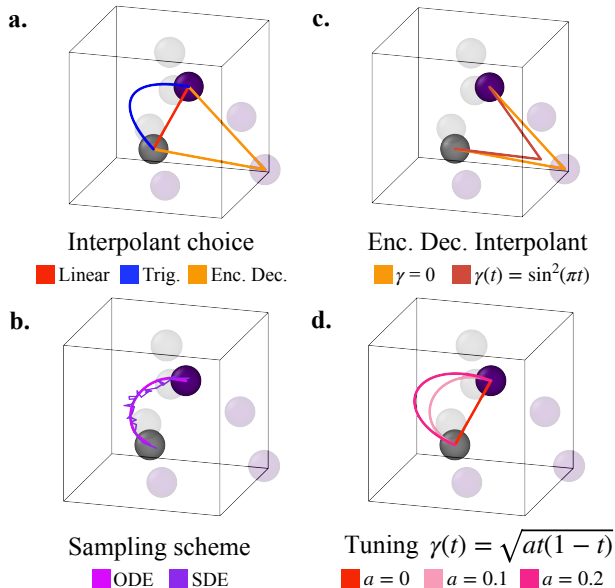 a.
Interpolant choice
Linear Trig. Enc. Dec.
c.
Enc. Dec. Interpolant
γ = 0 γ(t) = sin²(πt)
b.
Sampling scheme
ODE SDE
d.
Tuning γ(t) = √at(1 − t)
a = 0 a = 0.1 a = 0.2